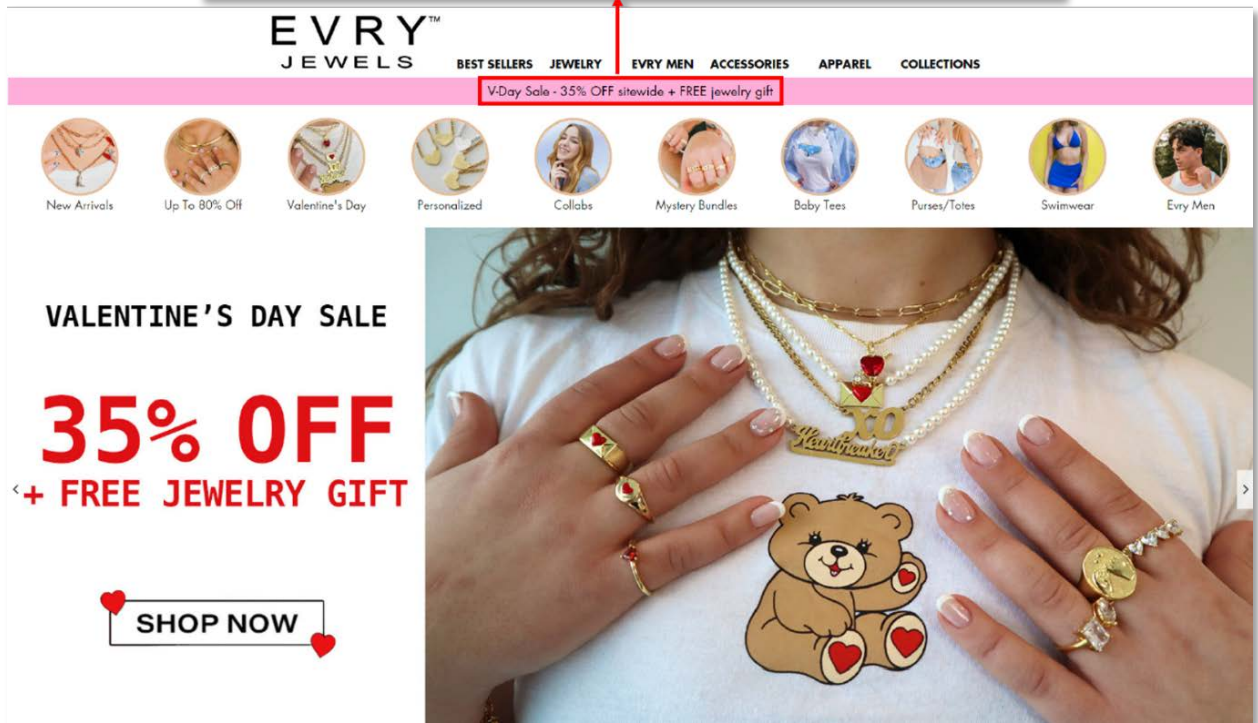 EVRY™
JEWELS
BEST SELLERS JEWELRY EVRY MEN ACCESSORIES APPAREL COLLECTIONS
V-Day Sale - 35% OFF sitewide + FREE jewelry gift
New Arrivals Up To 80% Off Valentine's Day Personalized Collabs Mystery Bundles Baby Tees Purses/Totes Swimwear Evry Men
VALENTINE'S DAY SALE
35% OFF
+ FREE JEWELRY GIFT
SHOP NOW
XO
Heartbreaker